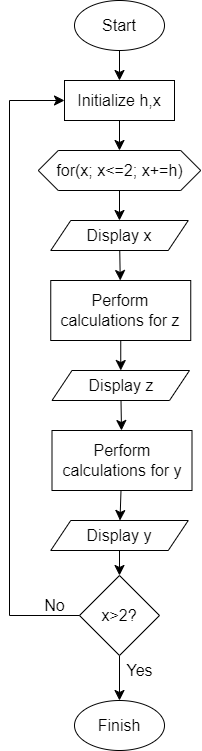 Start
Initialize h,x
for(x; x<=2; x+=h)
Display x
Perform
calculations for z
Display z
Perform
calculations for y
Display y
No
x>2?
Yes
Finish